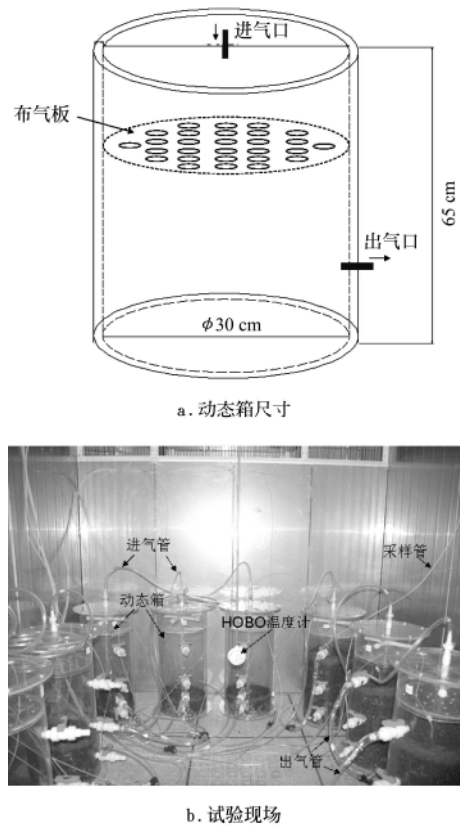 进气口
布气板
65 cm
出气口
ϕ30 cm
a.动态箱尺寸
进气管
采样管
动态箱
HOBO温度计
出气管
b.试验现场